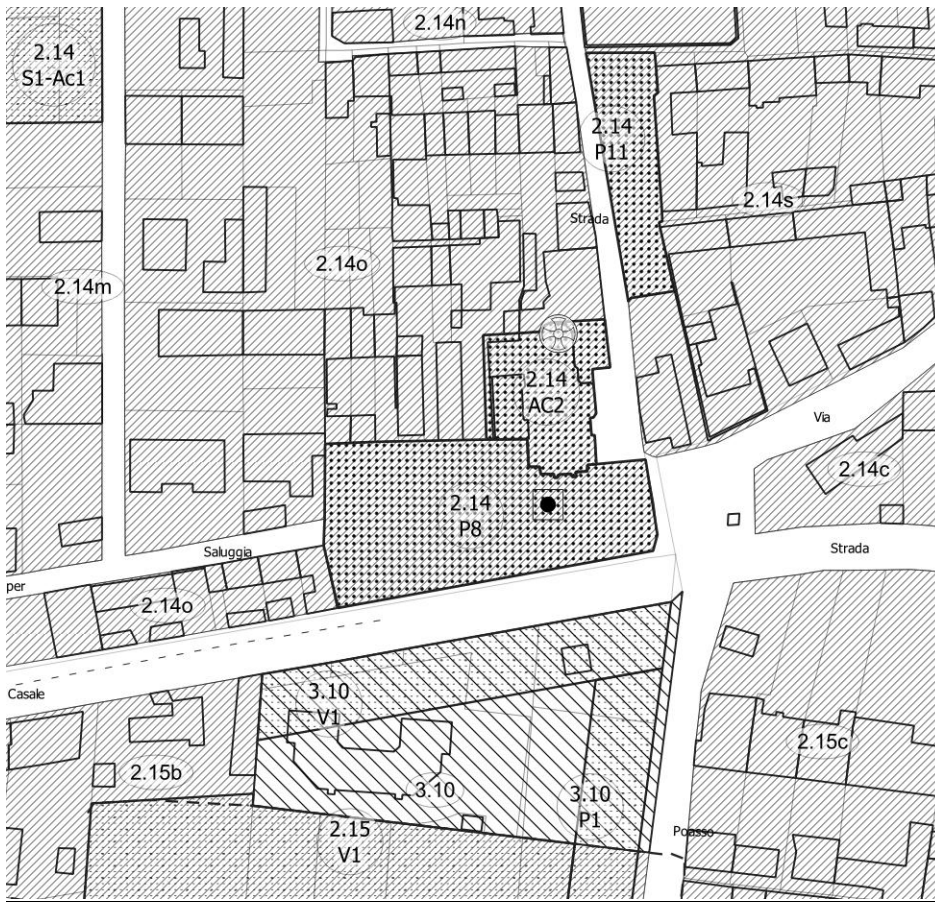 2.14n
2.14
S1-Ac1
2.14
P11
2.14s
Strada
2.14o
2.14m
2.14
AC2
Via
2.14c
2.14
P8
Strada
Saluggia
per
2.14o
Casale
3.10
V1
2.15c
2.15b
3.10
3.10
P1
2.15
V1
Poasso